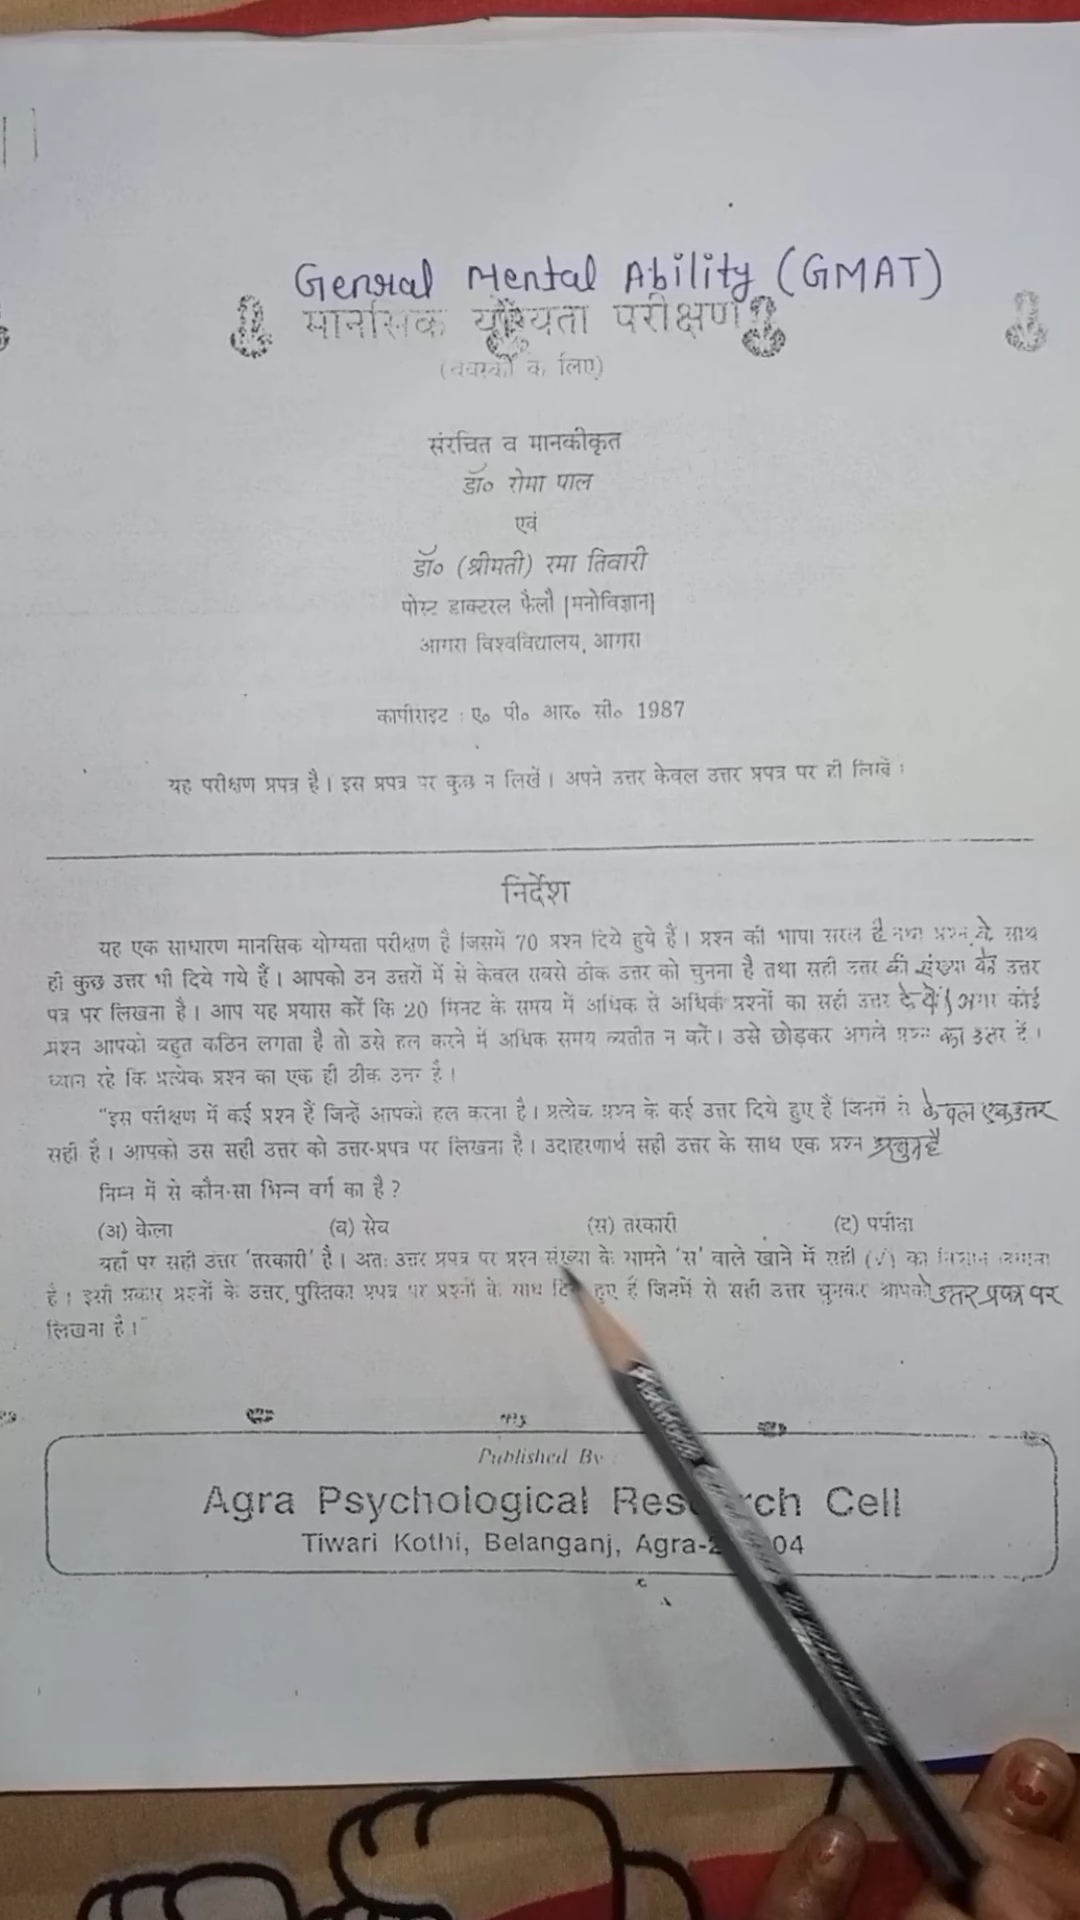 General Mental Ability (GMAT)
मानसिक योग्यता परीक्षण
(वयस्कों के लिए)
संरचित व मानकीकृत
डॉ० रोमा पाल
एवं
डॉ० (श्रीमती) रमा तिवारी
पोस्ट डाक्टरल फैलौ [मनोविज्ञान]
आगरा विश्वविद्यालय, आगरा
कापीराइट : ए० पी० आर० सी० 1987
यह परीक्षण प्रपत्र है। इस प्रपत्र पर कुछ न लिखें। अपने उत्तर केवल उत्तर प्रपत्र पर ही लिखें।
निर्देश
यह एक साधारण मानसिक योग्यता परीक्षण है जिसमें 70 प्रश्न दिये हुये हैं। प्रश्न की भाषा सरल है तथा प्रश्न के साथ
ही कुछ उत्तर भी दिये गये हैं। आपको उन उत्तरों में से केवल सबसे ठीक उत्तर को चुनना है तथा सही उत्तर की संख्या को उत्तर
पत्र पर लिखना है। आप यह प्रयास करें कि 20 मिनट के समय में अधिक से अधिक प्रश्नों का सही उत्तर दे दें। अगर कोई
प्रश्न आपको बहुत कठिन लगता है तो उसे हल करने में अधिक समय व्यतीत न करें। उसे छोड़कर अगले प्रश्न का उत्तर दें।
ध्यान रहे कि प्रत्येक प्रश्न का एक ही ठीक उत्तर है।
"इस परीक्षण में कई प्रश्न हैं जिन्हें आपको हल करना है। प्रत्येक प्रश्न के कई उत्तर दिये हुए हैं जिनमें से केवल एक उत्तर
सही है। आपको उस सही उत्तर को उत्तर-प्रपत्र पर लिखना है। उदाहरणार्थ सही उत्तर के साथ एक प्रश्न प्रस्तुत है
निम्न में से कौन-सा भिन्न वर्ग का है?
(अ) केला (ब) सेब (स) तरकारी (द) पपीता
यहाँ पर सही उत्तर 'तरकारी' है। अतः उत्तर प्रपत्र पर प्रश्न संख्या के सामने 'स' वाले खाने में सही (√) का निशान लगाना
है। इसी प्रकार प्रश्नों के उत्तर, पुस्तिका प्रपत्र पर प्रश्नों के साथ हुए हैं जिनमें से सही उत्तर चुनकर आपको उत्तर प्रपत्र पर
लिखना है।"
Published By
Agra Psychological Cell
Tiwari Kothi, Belanganj,